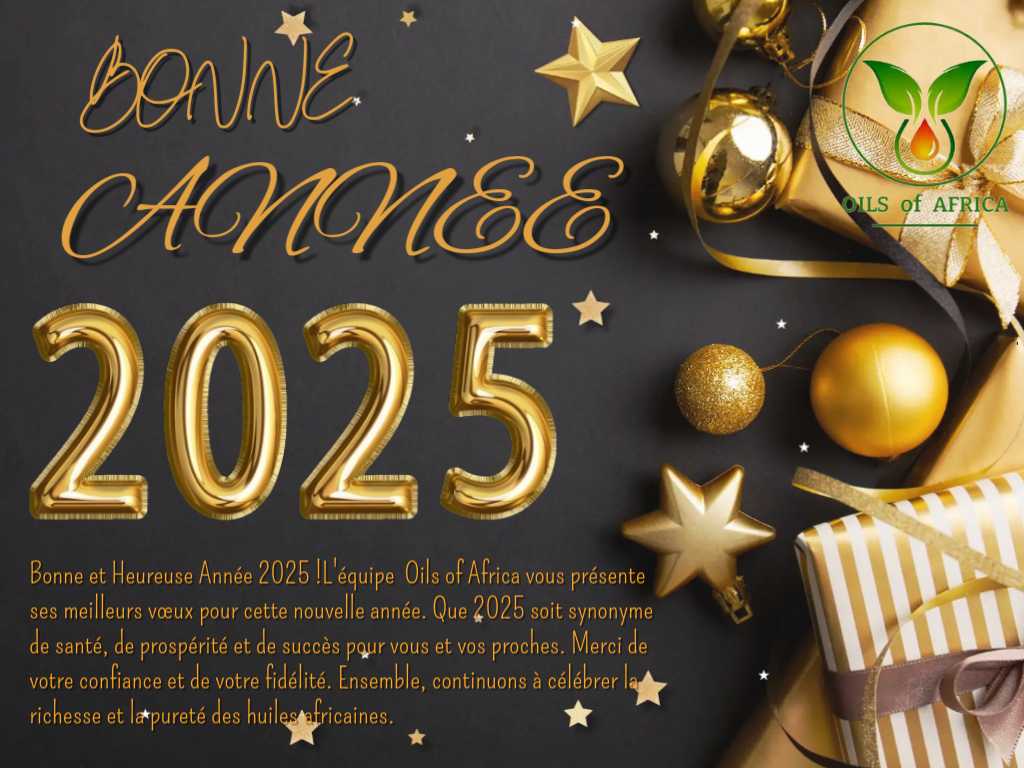 BONNE
ANNEE
2025
OILS of AFRICA
Bonne et Heureuse Année 2025 !L'équipe Oils of Africa vous présente
ses meilleurs vœux pour cette nouvelle année. Que 2025 soit synonyme
de santé, de prospérité et de succès pour vous et vos proches. Merci de
votre confiance et de votre fidélité. Ensemble, continuons à célébrer la
richesse et la pureté des huiles africaines.